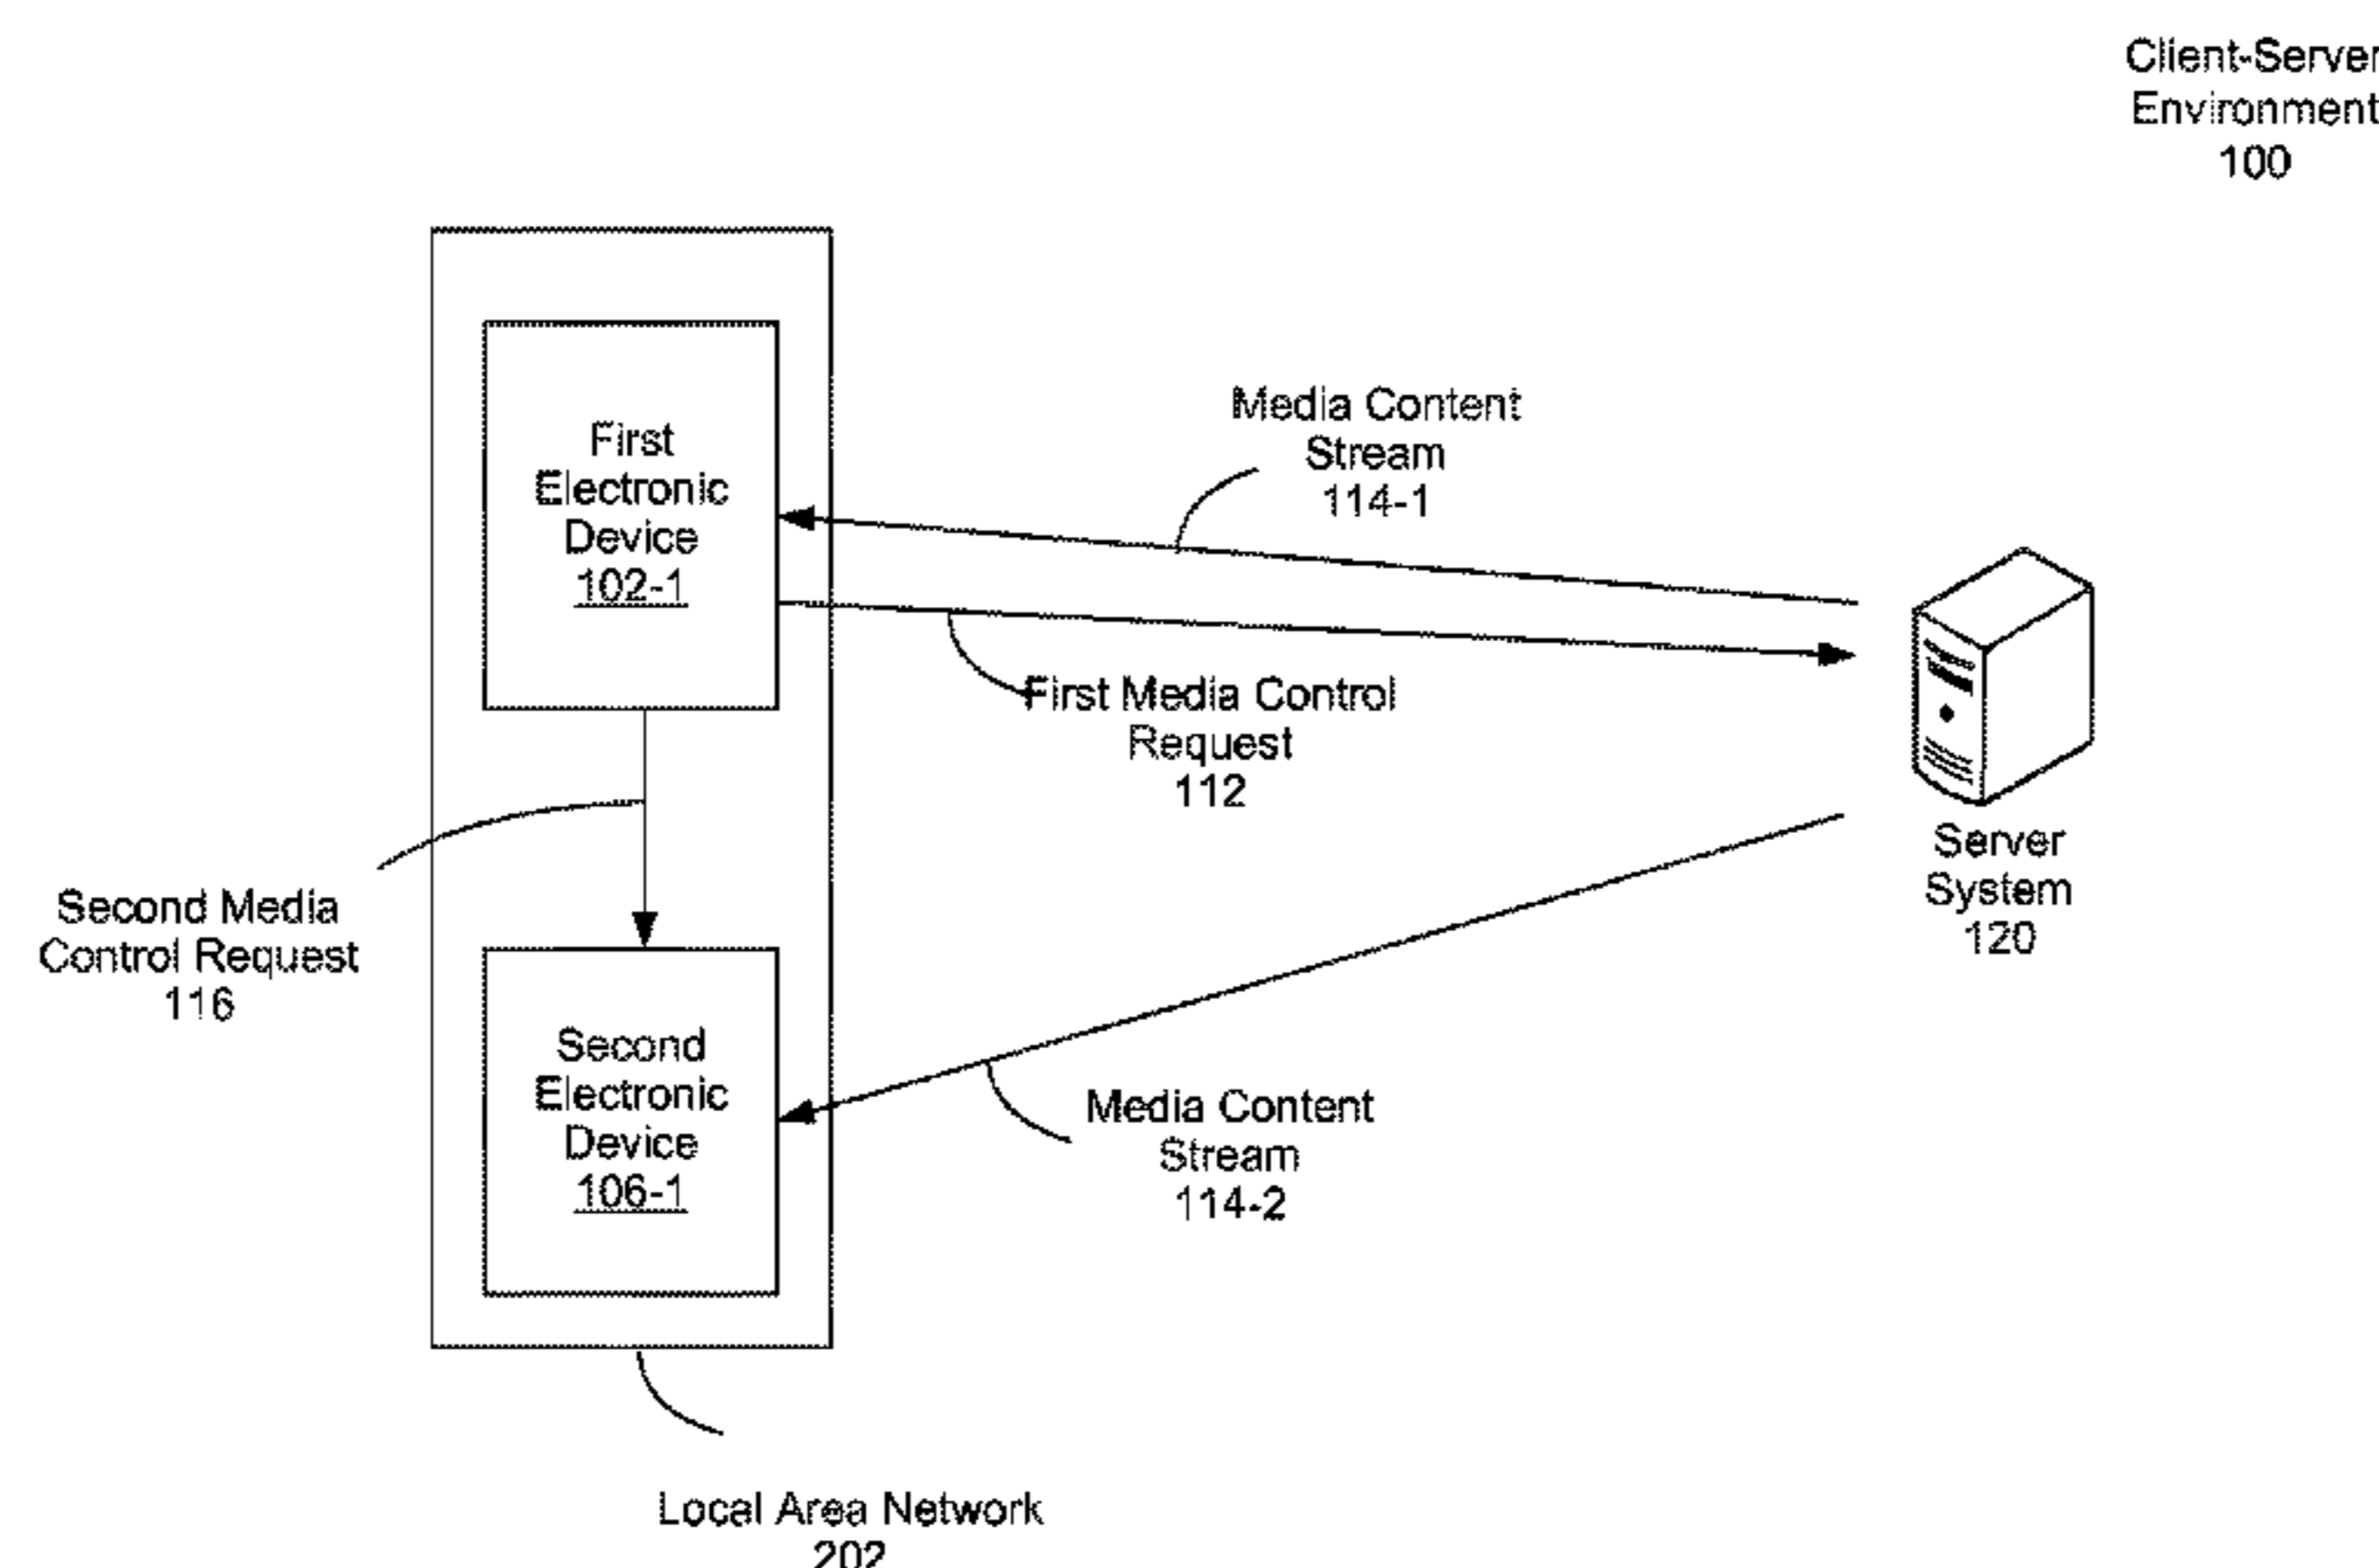 Client-Server
Environment
100
First
Electronic
Device
102-1
Media Content
Stream
114-1
First Media Control
Request
112
Server
System
120
Second Media
Control Request
116
Second
Electronic
Device
106-1
Media Content
Stream
114-2
Local Area Network
202